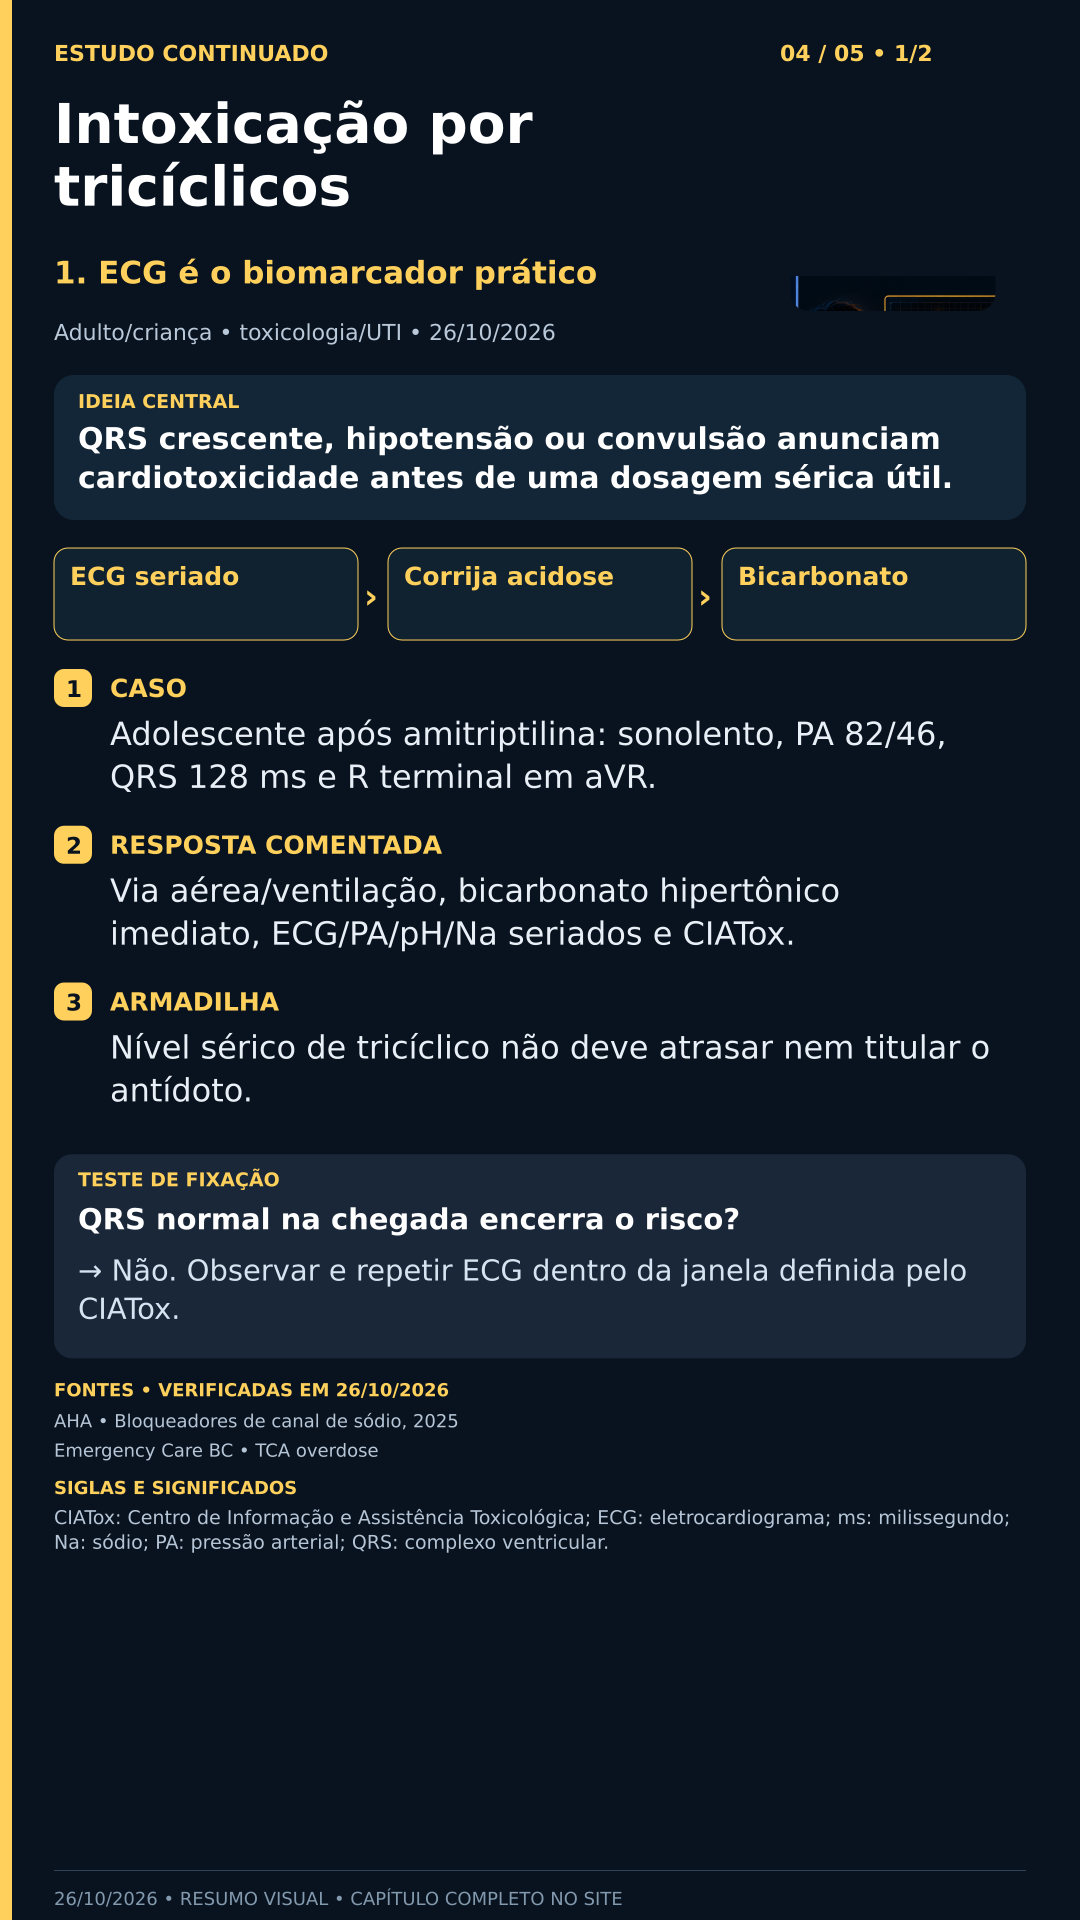 ESTUDO CONTINUADO
04 / 05 • 1/2
Intoxicação por
tricíclicos
1. ECG é o biomarcador prático
Adulto/criança • toxicologia/UTI • 26/10/2026
IDEIA CENTRAL
QRS crescente, hipotensão ou convulsão anunciam
cardiotoxicidade antes de uma dosagem sérica útil.
ECG seriado › Corrija acidose › Bicarbonato
1 CASO
Adolescente após amitriptilina: sonolento, PA 82/46,
QRS 128 ms e R terminal em aVR.
2 RESPOSTA COMENTADA
Via aérea/ventilação, bicarbonato hipertônico
imediato, ECG/PA/pH/Na seriados e CIATox.
3 ARMADILHA
Nível sérico de tricíclico não deve atrasar nem titular o
antídoto.
TESTE DE FIXAÇÃO
QRS normal na chegada encerra o risco?
→ Não. Observar e repetir ECG dentro da janela definida pelo
CIATox.
FONTES • VERIFICADAS EM 26/10/2026
AHA • Bloqueadores de canal de sódio, 2025
Emergency Care BC • TCA overdose
SIGLAS E SIGNIFICADOS
CIATox: Centro de Informação e Assistência Toxicológica; ECG: eletrocardiograma; ms: milissegundo;
Na: sódio; PA: pressão arterial; QRS: complexo ventricular.
26/10/2026 • RESUMO VISUAL • CAPÍTULO COMPLETO NO SITE